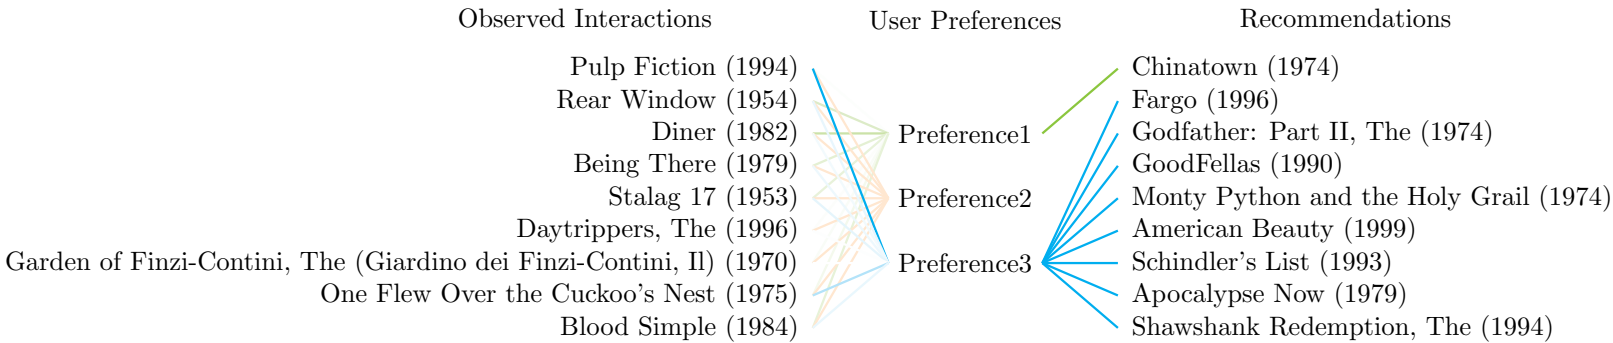 Observed Interactions
Pulp Fiction (1994)
Rear Window (1954)
Diner (1982)
Being There (1979)
Stalag 17 (1953)
Daytrippers, The (1996)
Garden of Finzi-Contini, The (Giardino dei Finzi-Contini, Il) (1970)
One Flew Over the Cuckoo's Nest (1975)
Blood Simple (1984)
User Preferences
Preference1
Preference2
Preference3
Recommendations
Chinatown (1974)
Fargo (1996)
Godfather: Part II, The (1974)
GoodFellas (1990)
Monty Python and the Holy Grail (1974)
American Beauty (1999)
Schindler's List (1993)
Apocalypse Now (1979)
Shawshank Redemption, The (1994)